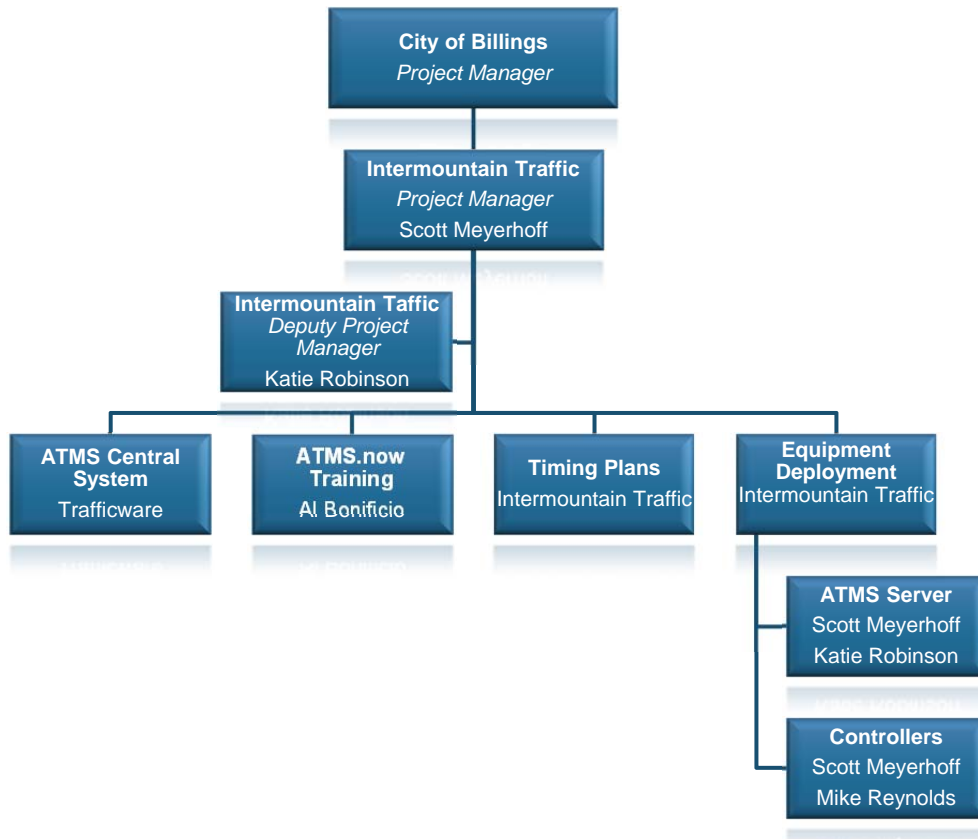 City of Billings
Project Manager
Intermountain Traffic
Project Manager
Scott Meyerhoff
Intermountain Taffic
Deputy Project
Manager
Katie Robinson
ATMS Central
System
Trafficware
ATMS.now
Training
Al Bonificio
Timing Plans
Intermountain Traffic
Equipment
Deployment
Intermountain Traffic
ATMS Server
Scott Meyerhoff
Katie Robinson
Controllers
Scott Meyerhoff
Mike Reynolds